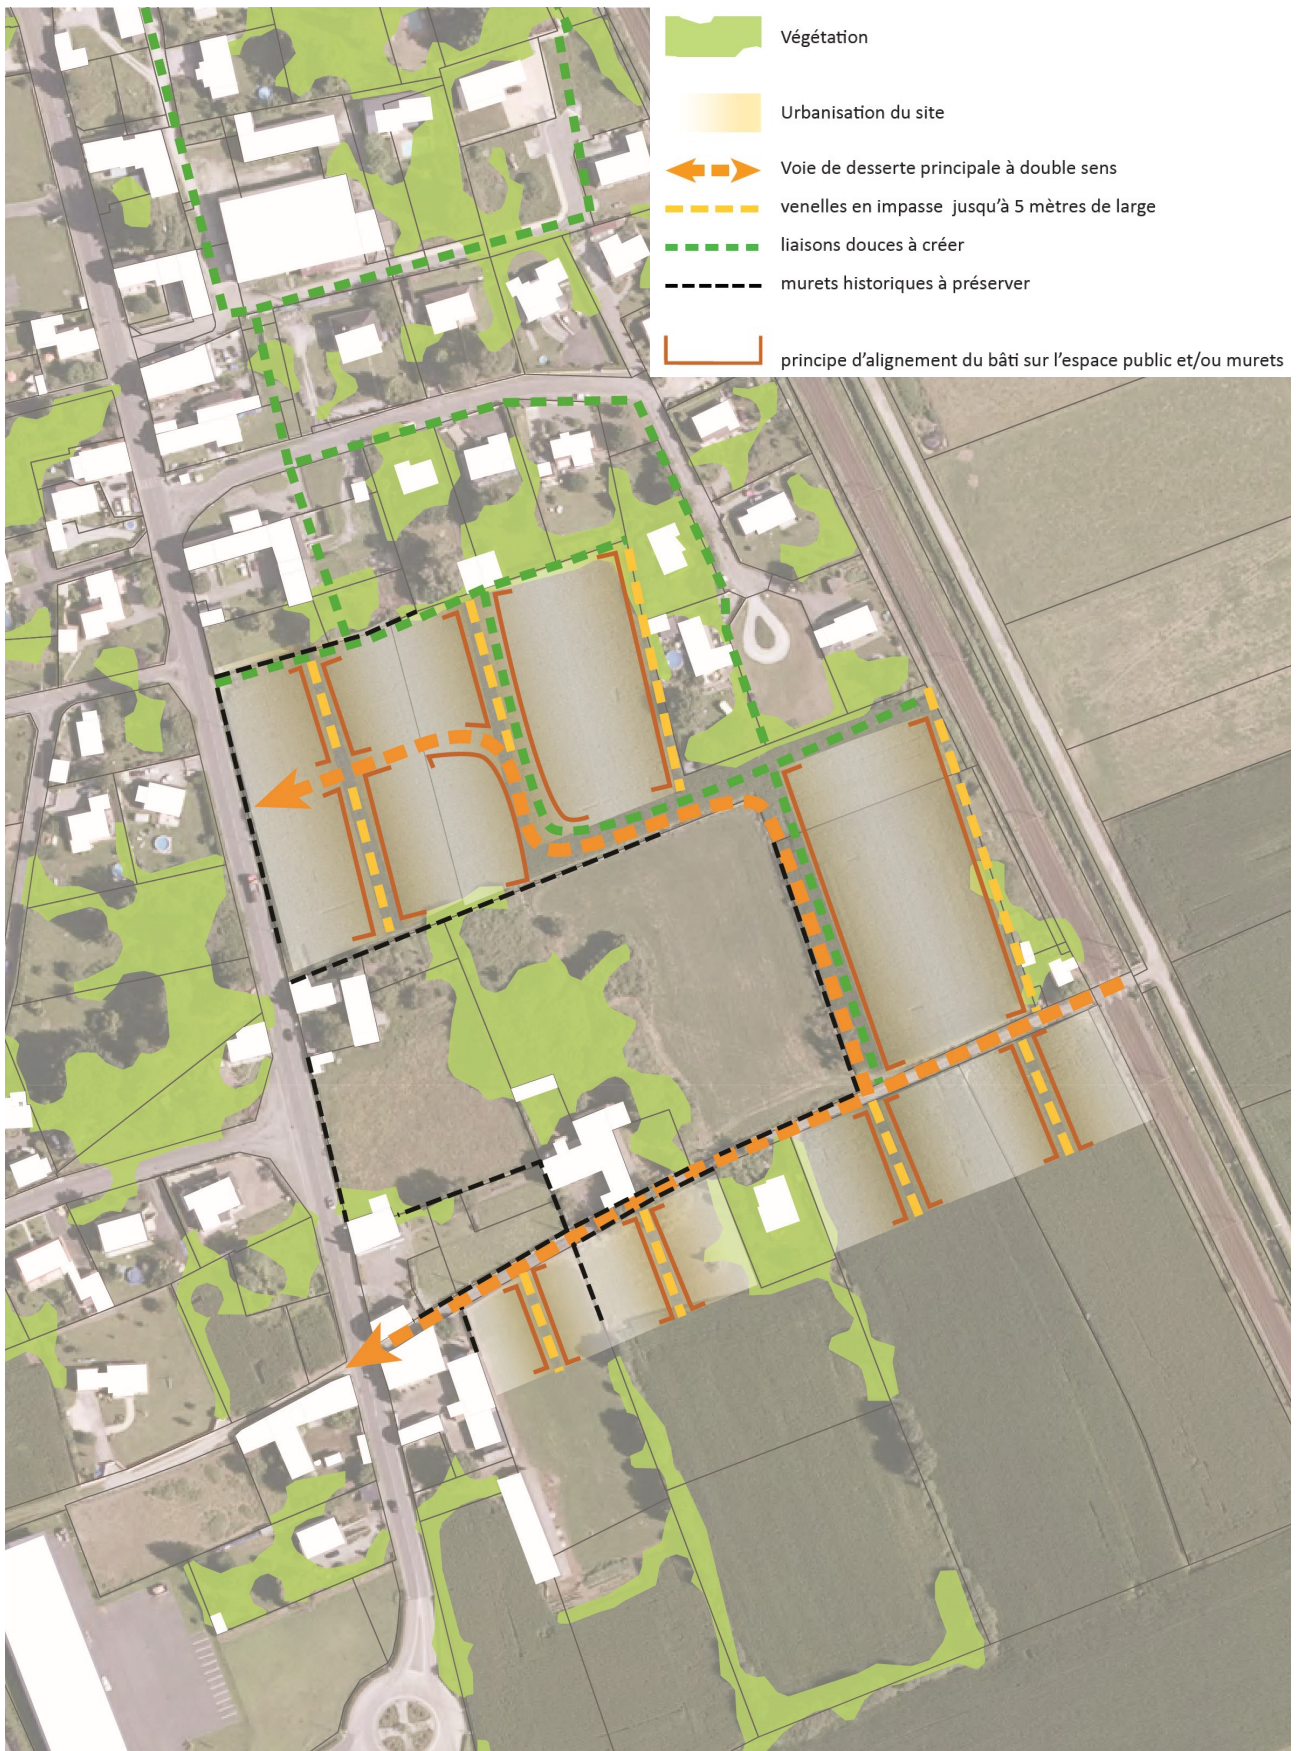 Végétation
Urbanisation du site
Voie de desserte principale à double sens
venelles en impasse  jusqu'à 5 mètres de large
liaisons douces à créer
murets historiques à préserver
principe d'alignement du bâti sur l'espace public et/ou murets